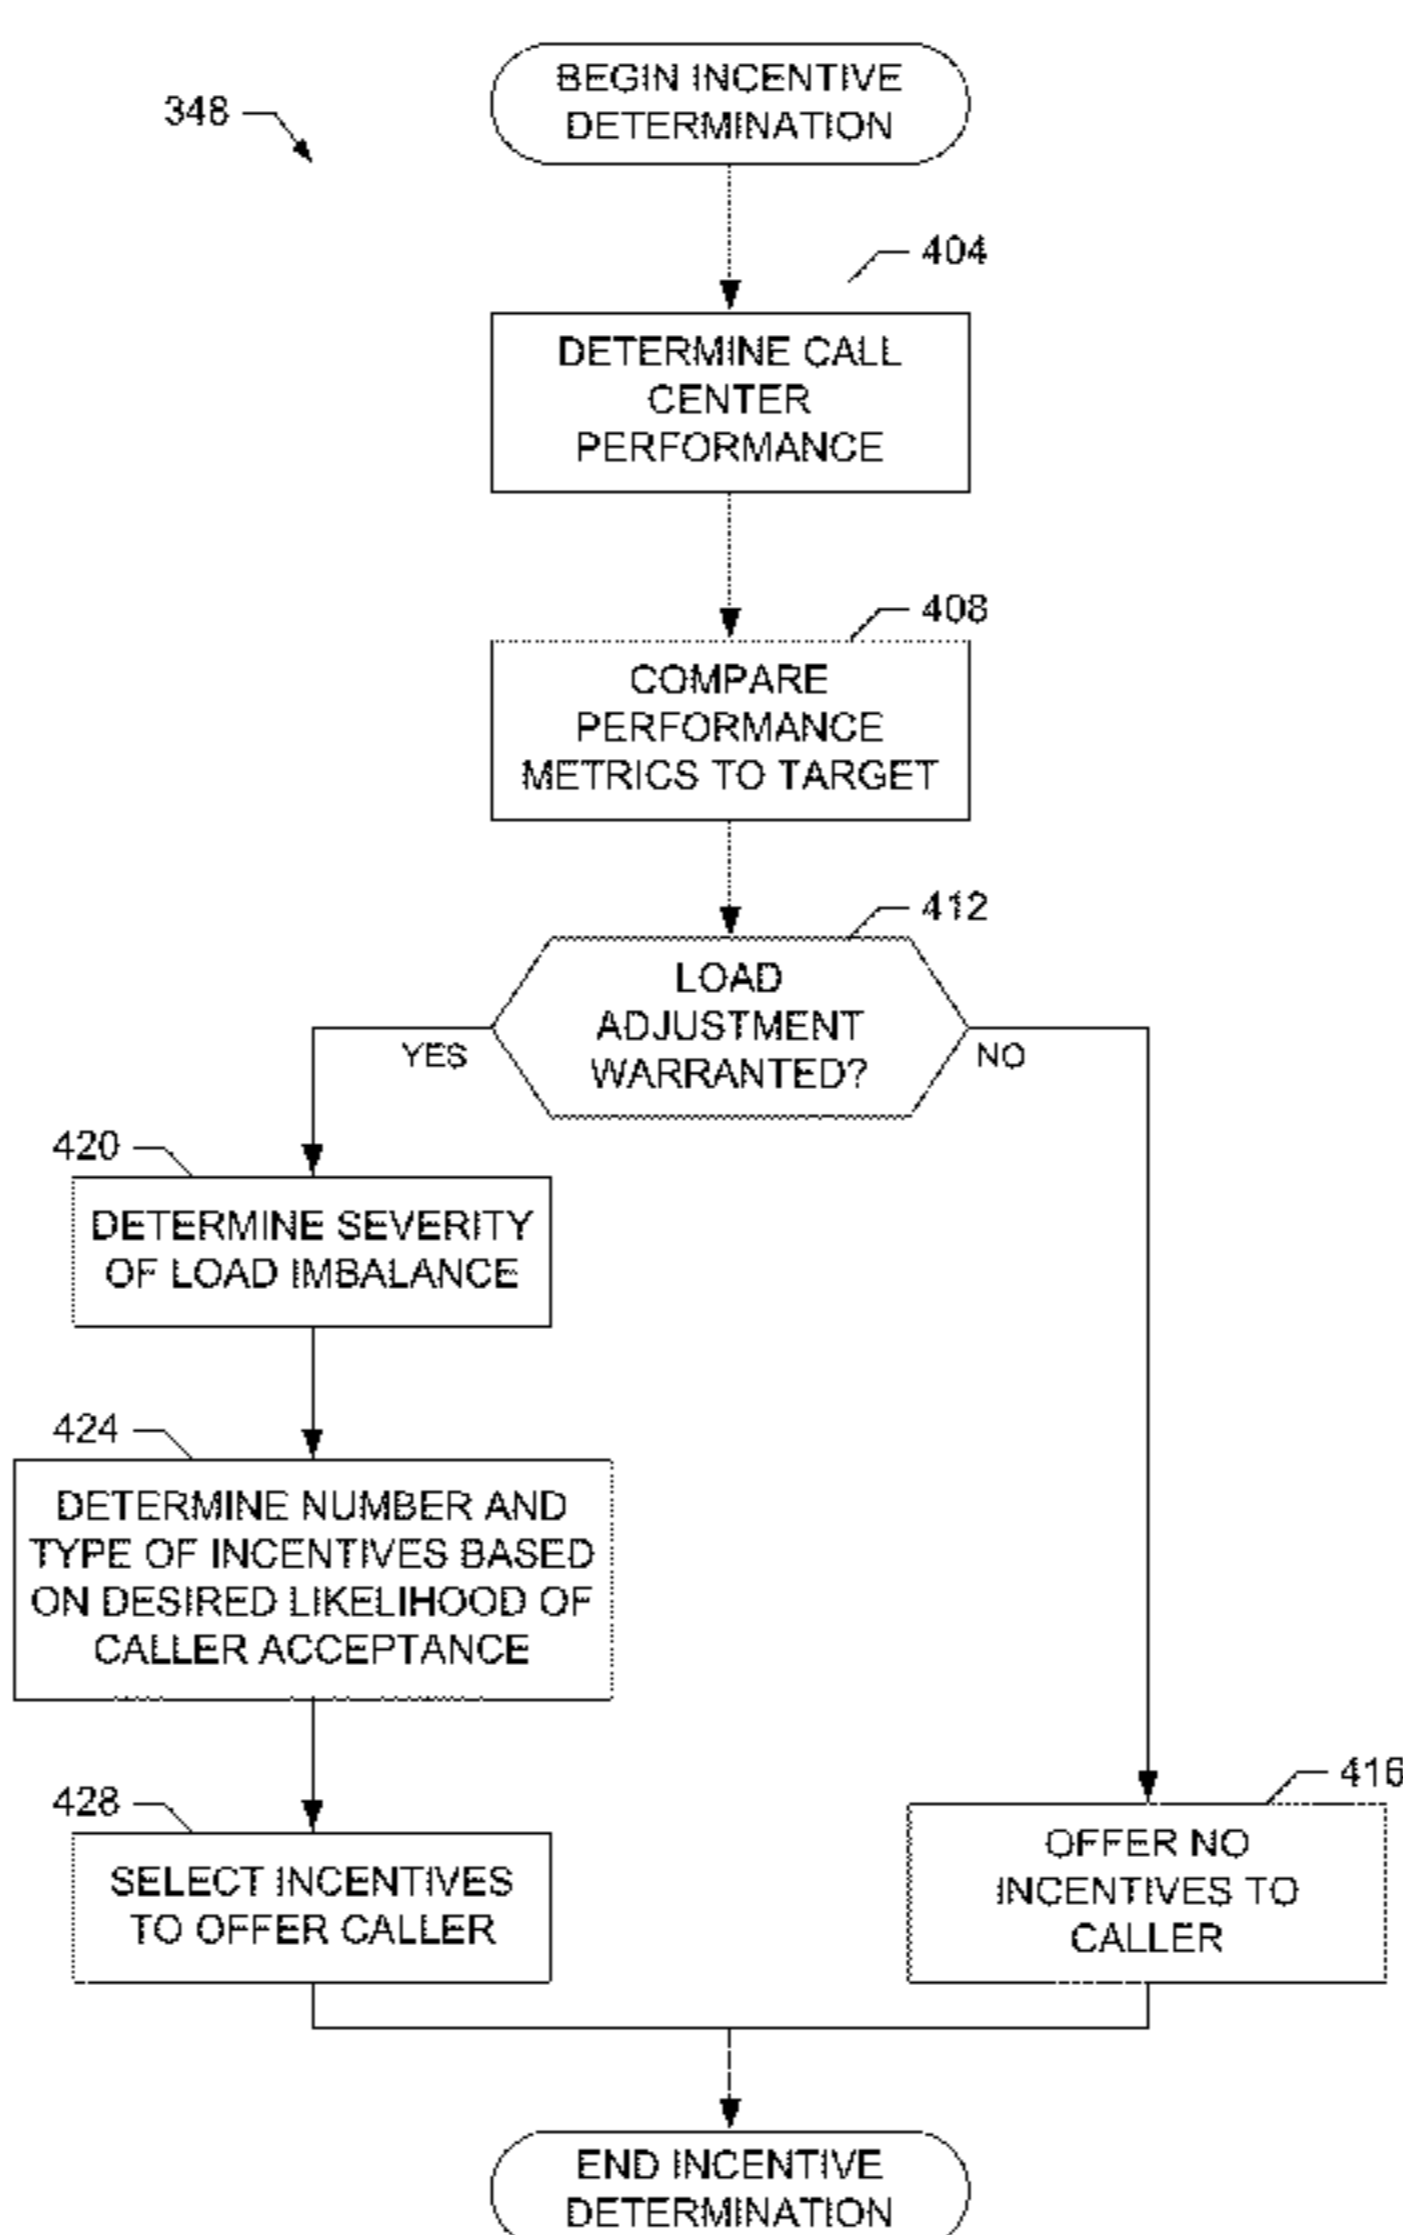 BEGIN INCENTIVE
DETERMINATION
348
404
DETERMINE CALL
CENTER
PERFORMANCE
408
COMPARE
PERFORMANCE
METRICS TO TARGET
412
LOAD
ADJUSTMENT
WARRANTED?
YES
NO
420
DETERMINE SEVERITY
OF LOAD IMBALANCE
424
DETERMINE NUMBER AND
TYPE OF INCENTIVES BASED
ON DESIRED LIKELIHOOD OF
CALLER ACCEPTANCE
428
SELECT INCENTIVES
TO OFFER CALLER
416
OFFER NO
INCENTIVES TO
CALLER
END INCENTIVE
DETERMINATION